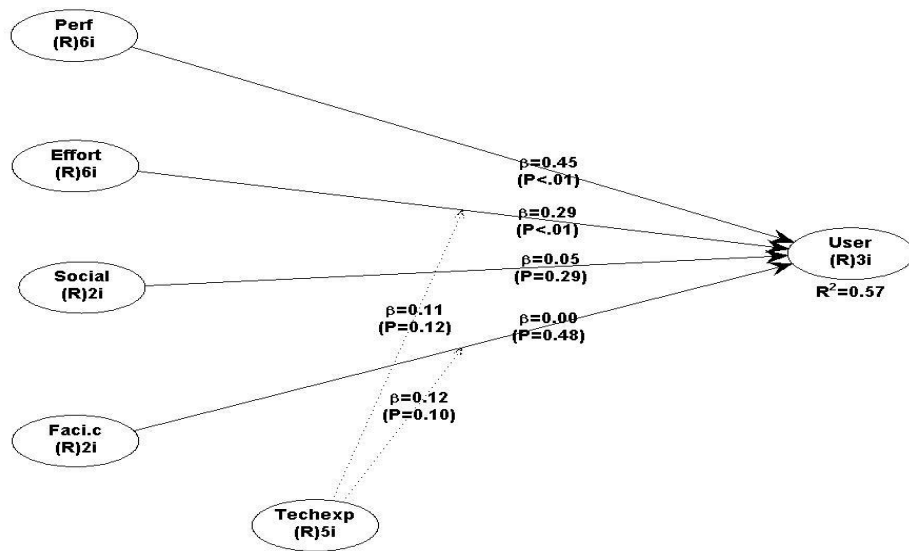 Perf
(R)6i
Effort
(R)6i
β=0.45
(P<.01)
β=0.29
(P<.01)
User
(R)3i
R²=0.57
Social
(R)2i
β=0.05
(P=0.29)
β=0.11
(P=0.12)
β=0.00
(P=0.48)
β=0.12
(P=0.10)
Faci.c
(R)2i
Techexp
(R)5i